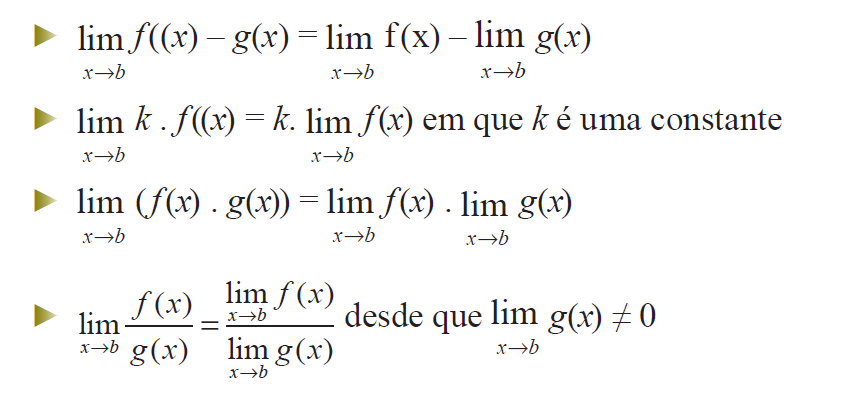 lim f((x) – g(x) = lim f(x) – lim g(x)
x→b x→b x→b
lim k . f((x) = k. lim f(x) em que k é uma constante
x→b x→b
lim (f(x) . g(x)) = lim f(x) . lim g(x)
x→b x→b x→b
lim f(x)/g(x) = lim f(x)/lim g(x) desde que lim g(x) ≠ 0
x→b x→b x→b x→b